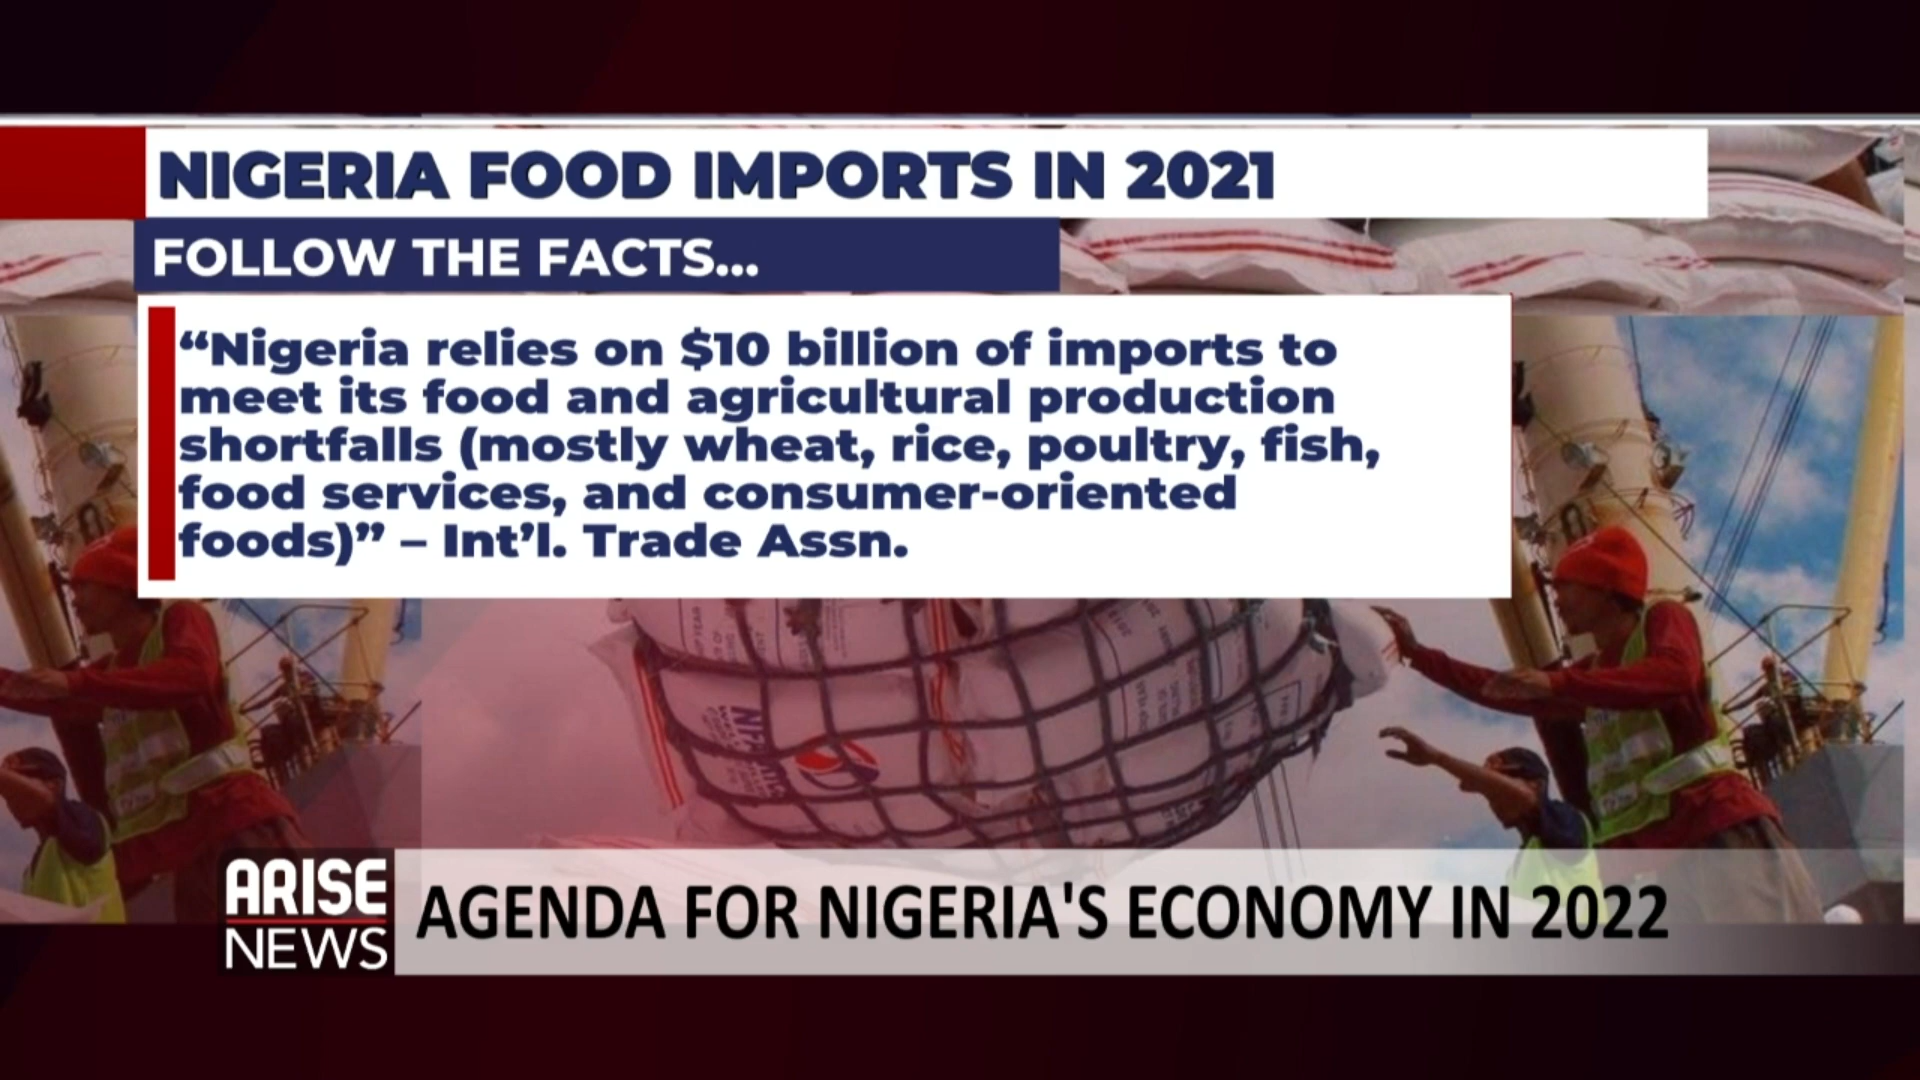 NIGERIA FOOD IMPORTS IN 2021
FOLLOW THE FACTS...
“Nigeria relies on $10 billion of imports to
meet its food and agricultural production
shortfalls (mostly wheat, rice, poultry, fish,
food services, and consumer-oriented
foods)” – Int’l. Trade Assn.
ARISE
NEWS
AGENDA FOR NIGERIA'S ECONOMY IN 2022